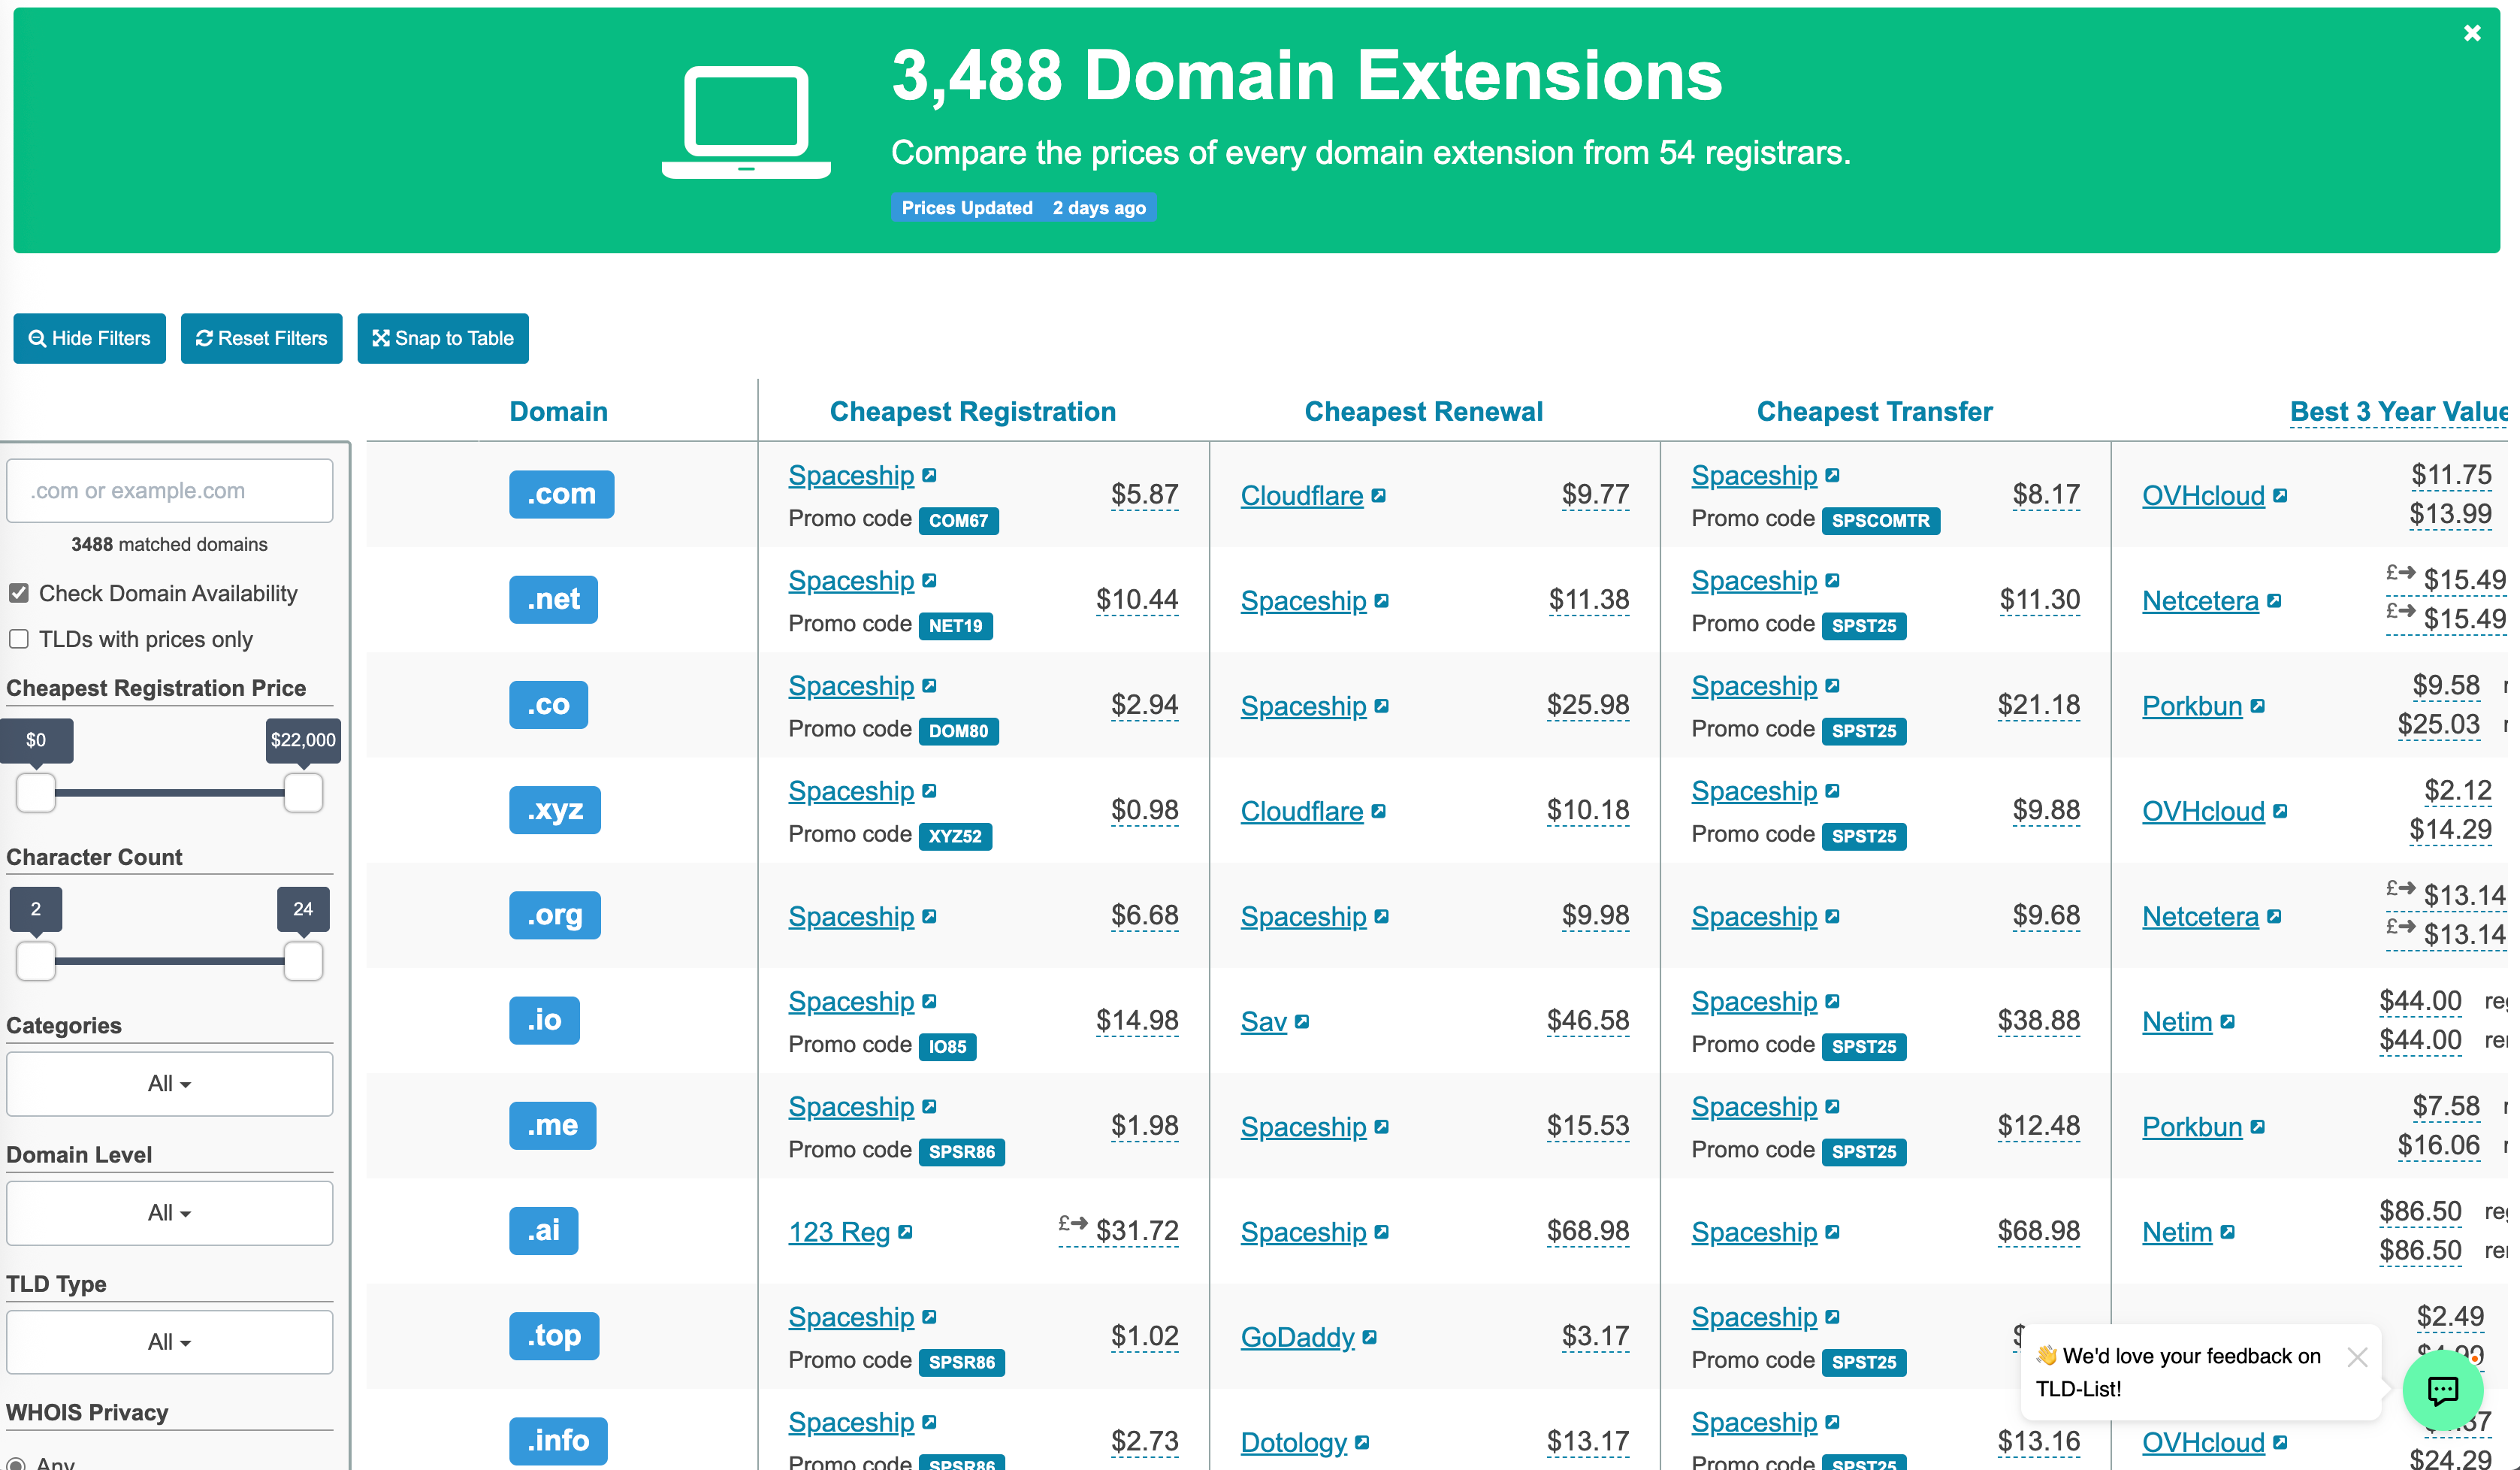 3,488 Domain Extensions
Compare the prices of every domain extension from 54 registrars.
Prices Updated 2 days ago
Hide Filters Reset Filters Snap to Table
Domain Cheapest Registration Cheapest Renewal Cheapest Transfer Best 3 Year Value
.com or example.com
3488 matched domains
Check Domain Availability
TLDs with prices only
Cheapest Registration Price
$0 $22,000
Character Count
2 24
Categories
All
Domain Level
All
TLD Type
All
WHOIS Privacy
Any
.com
Spaceship
Promo code COM67
$5.87
Cloudflare $9.77
Spaceship
Promo code SPSCOMTR
$8.17
OVHcloud
$11.75
$13.99
.net
Spaceship
Promo code NET19
$10.44
Spaceship $11.38
Spaceship
Promo code SPST25
$11.30
Netcetera
£ $15.49
£ $15.49
.co
Spaceship
Promo code DOM80
$2.94
Spaceship $25.98
Spaceship
Promo code SPST25
$21.18
Porkbun
$9.58
$25.03
.xyz
Spaceship
Promo code XYZ52
$0.98
Cloudflare $10.18
Spaceship
Promo code SPST25
$9.88
OVHcloud
$2.12
$14.29
.org
Spaceship $6.68
Spaceship $9.98
Spaceship $9.68
Netcetera
£ $13.14
£ $13.14
.io
Spaceship
Promo code IO85
$14.98
Sav $46.58
Spaceship
Promo code SPST25
$38.88
Netim
$44.00
$44.00
.me
Spaceship
Promo code SPSR86
$1.98
Spaceship $15.53
Spaceship
Promo code SPST25
$12.48
Porkbun
$7.58
$16.06
.ai
123 Reg £ $31.72
Spaceship $68.98
Spaceship $68.98
Netim
$86.50
$86.50
.top
Spaceship
Promo code SPSR86
$1.02
GoDaddy $3.17
Spaceship
Promo code SPST25
$
$2.49
.info
Spaceship
Promo code SPSR86
$2.73
Dotology $13.17
Spaceship
Promo code SPST25
$13.16
OVHcloud
$24.29
👋 We'd love your feedback on
TLD-List!